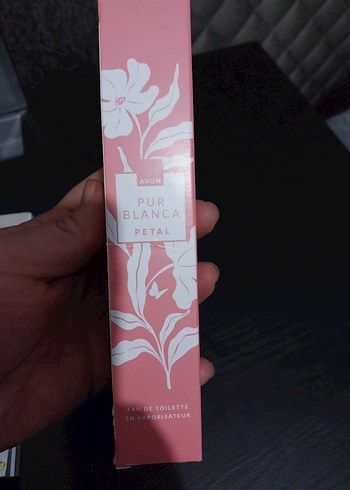 AVON
PUR
BLANCA
PETAL
EAU DE TOILETTE
EN VAPORISATEUR